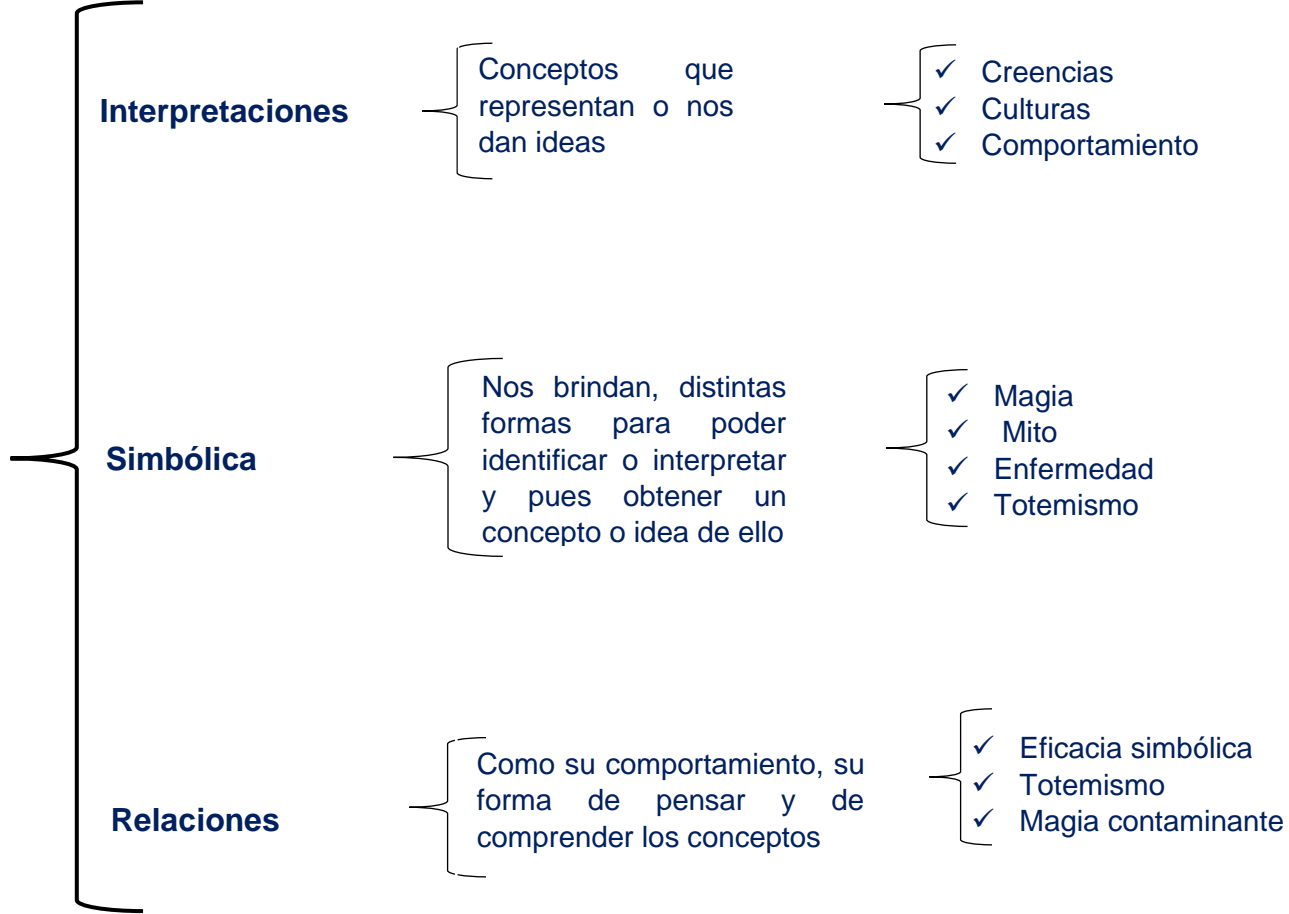 Interpretaciones
Conceptos que
representan o nos
dan ideas
✓ Creencias
✓ Culturas
✓ Comportamiento
Simbólica
Nos brindan, distintas
formas para poder
identificar o interpretar
y pues obtener un
concepto o idea de ello
✓ Magia
✓ Mito
✓ Enfermedad
✓ Totemismo
Relaciones
Como su comportamiento, su
forma de pensar y de
comprender los conceptos
✓ Eficacia simbólica
✓ Totemismo
✓ Magia contaminante